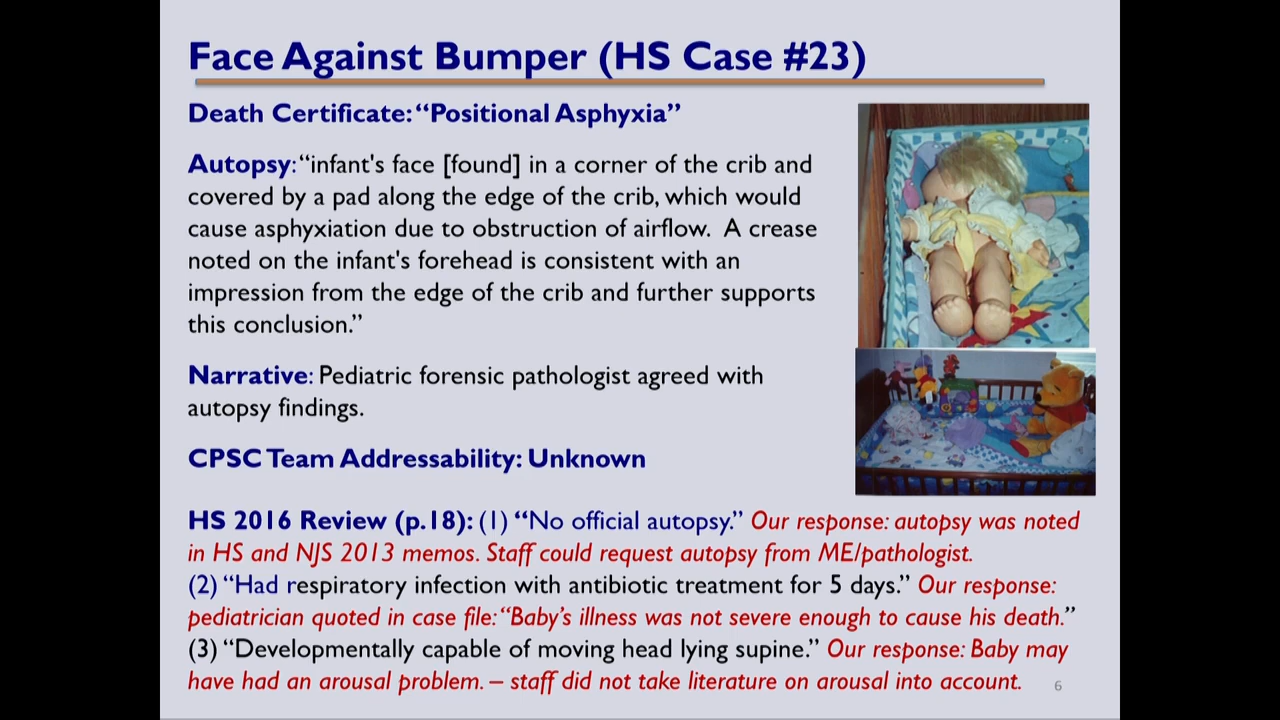 Face Against Bumper (HS Case #23)
Death Certificate: “Positional Asphyxia”
Autopsy: “infant's face [found] in a corner of the crib and
covered by a pad along the edge of the crib, which would
cause asphyxiation due to obstruction of airflow.  A crease
noted on the infant's forehead is consistent with an
impression from the edge of the crib and further supports
this conclusion.”
Narrative: Pediatric forensic pathologist agreed with
autopsy findings.
CPSC Team Addressability: Unknown
HS 2016 Review (p.18): (1) “No official autopsy.” Our response: autopsy was noted
in HS and NJS 2013 memos. Staff could request autopsy from ME/pathologist.
(2) “Had respiratory infection with antibiotic treatment for 5 days.” Our response:
pediatrician quoted in case file: “Baby’s illness was not severe enough to cause his death.”
(3) “Developmentally capable of moving head lying supine.” Our response: Baby may
have had an arousal problem. – staff did not take literature on arousal into account.
6